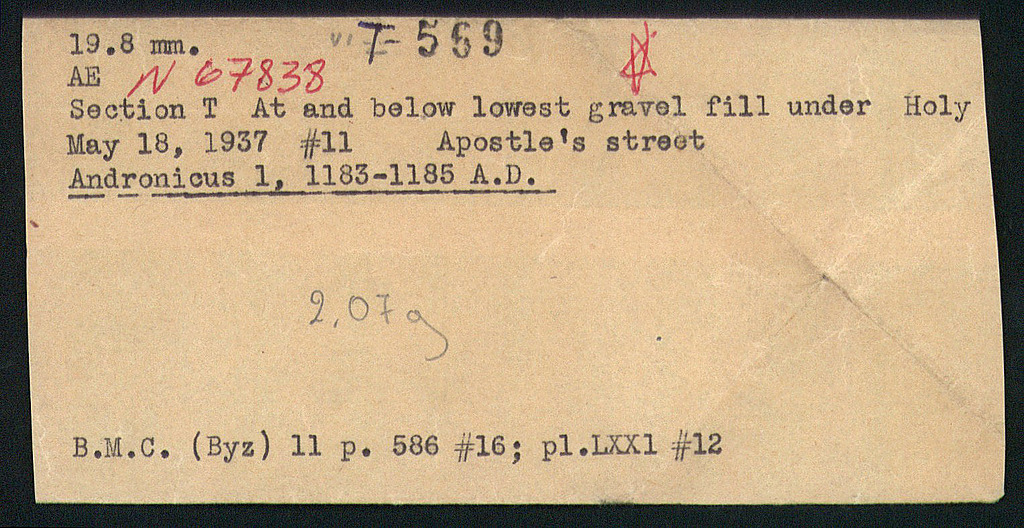 19.8 mm. T- 569
AE N 67838
Section T At and below lowest gravel fill under Holy
May 18, 1937 #11 Apostle's street
Andronicus 1, 1183-1185 A.D.
2,07g
B.M.C. (Byz) 11 p. 586 #16; pl.LXX1 #12